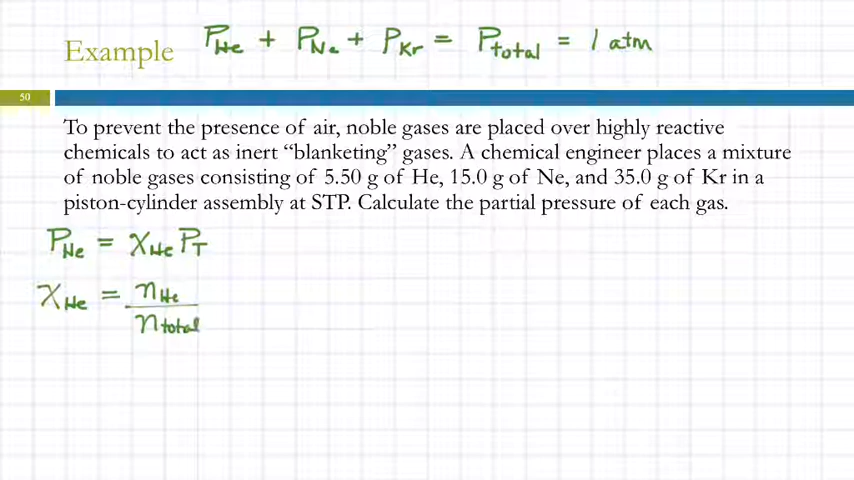 Example P_He + P_Ne + P_Kr = P_total = 1 atm
50
To prevent the presence of air, noble gases are placed over highly reactive
chemicals to act as inert “blanketing” gases. A chemical engineer places a mixture
of noble gases consisting of 5.50 g of He, 15.0 g of Ne, and 35.0 g of Kr in a
piston-cylinder assembly at STP. Calculate the partial pressure of each gas.
P_He = χ_He P_T
χ_He = n_He
n_total